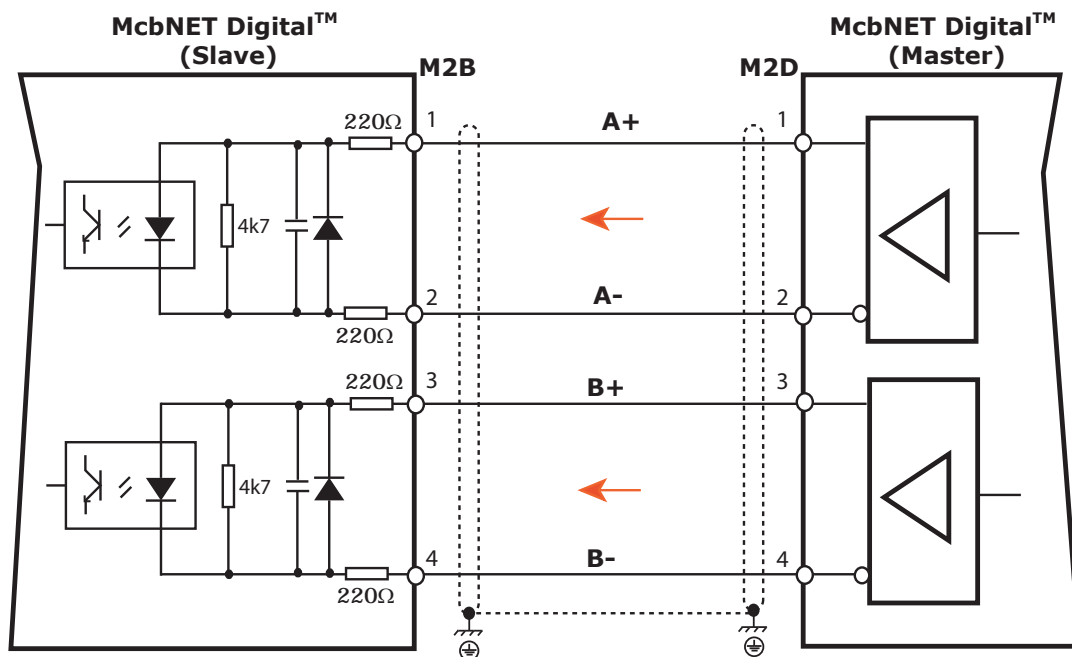 McbNET Digital™
(Slave)
McbNET Digital™
(Master)
M2B
M2D
220Ω
1
A+
1
4k7
2
A-
2
220Ω
220Ω
3
B+
3
4k7
4
B-
4
220Ω